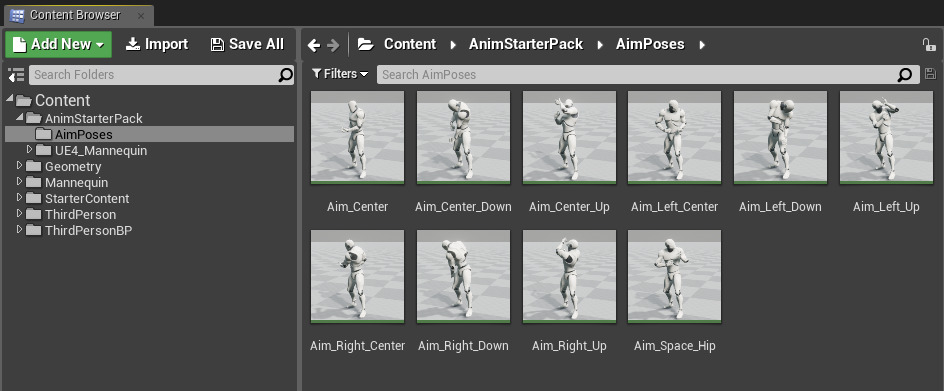 Content Browser
Add New Import Save All
Content AnimStarterPack AimPoses
Search Folders
Filters Search AimPoses
Content
AnimStarterPack
AimPoses
UE4_Mannequin
Geometry
Mannequin
StarterContent
ThirdPerson
ThirdPersonBP
Aim_Center Aim_Center_Down Aim_Center_Up Aim_Left_Center Aim_Left_Down Aim_Left_Up
Aim_Right_Center Aim_Right_Down Aim_Right_Up Aim_Space_Hip